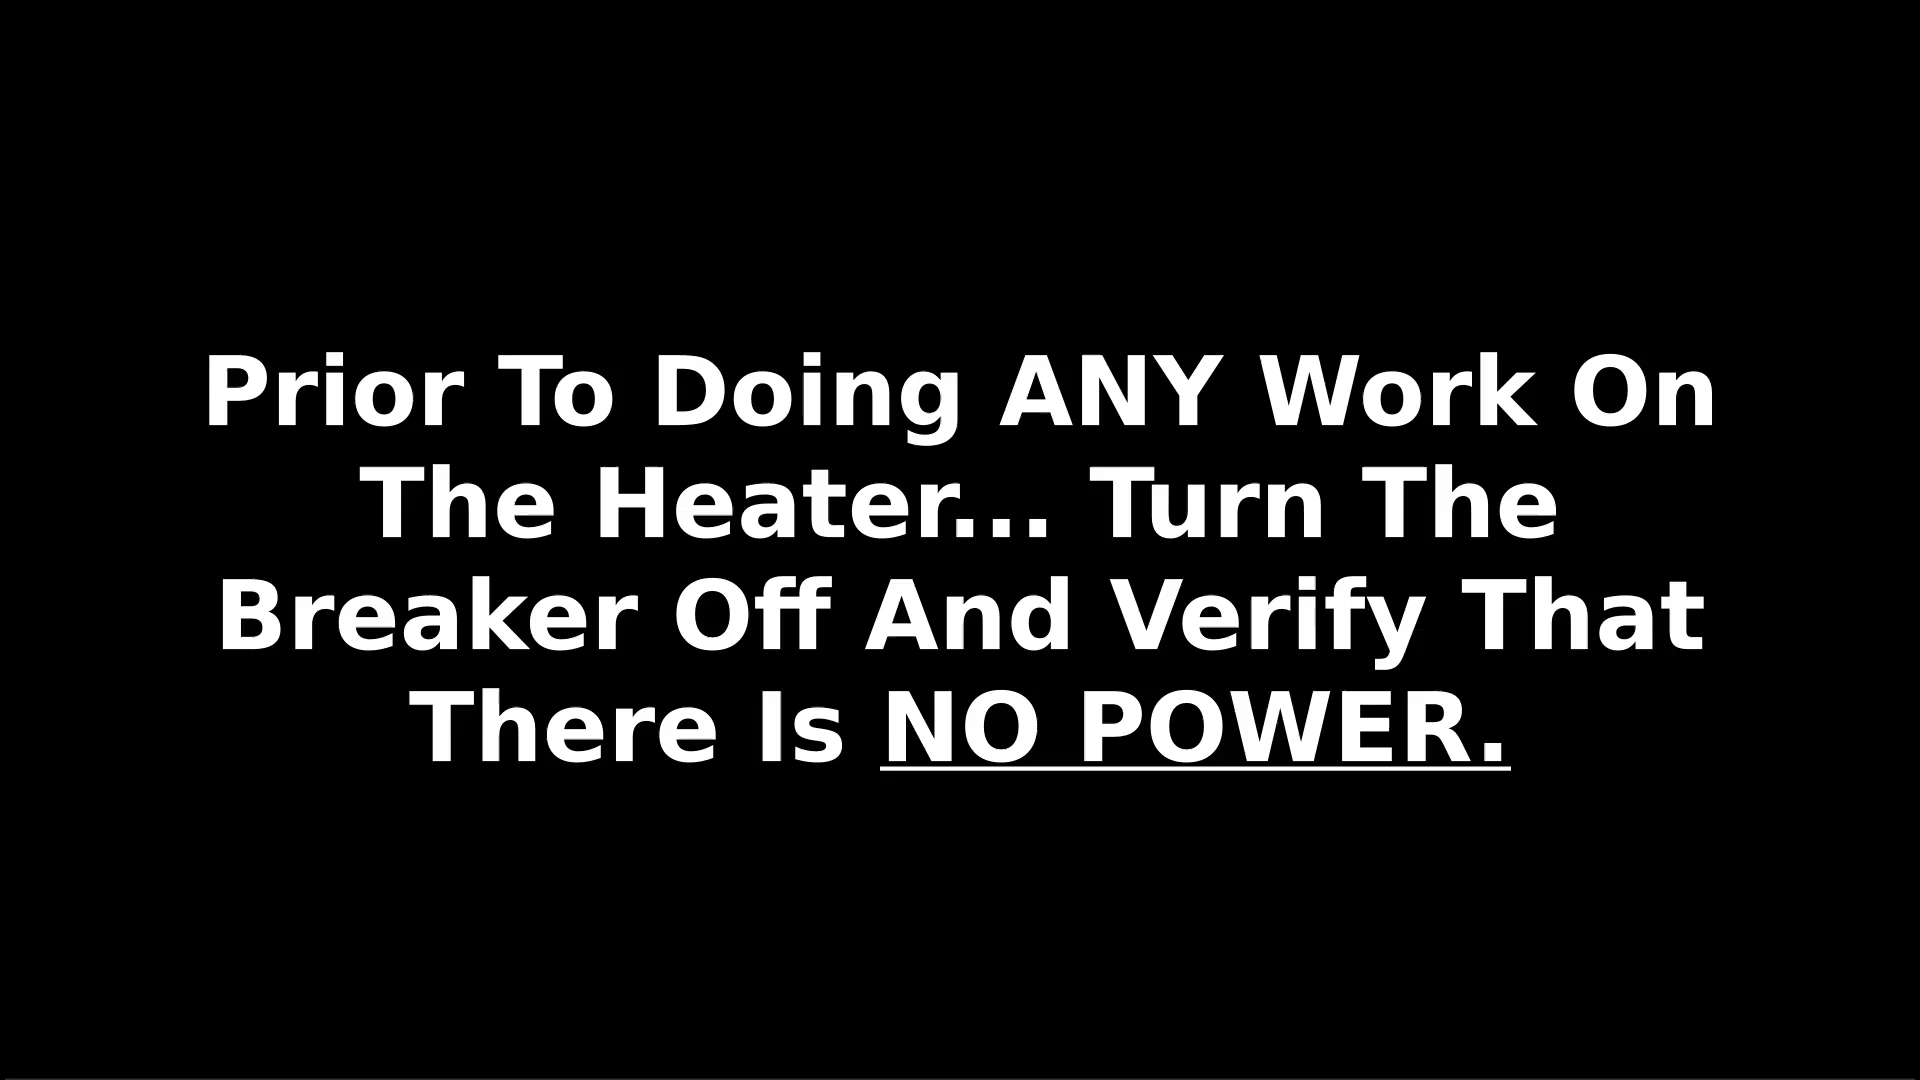 Prior To Doing ANY Work On
The Heater... Turn The
Breaker Off And Verify That
There Is NO POWER.